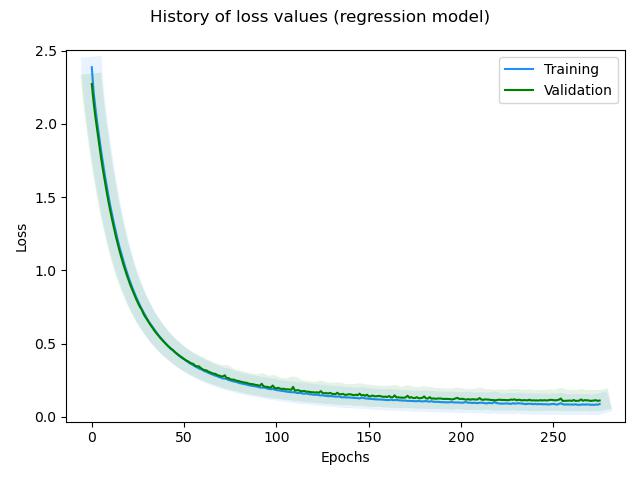 History of loss values (regression model)
2.5
2.0
1.5
1.0
0.5
0.0
Loss
Training
Validation
0 50 100 150 200 250
Epochs